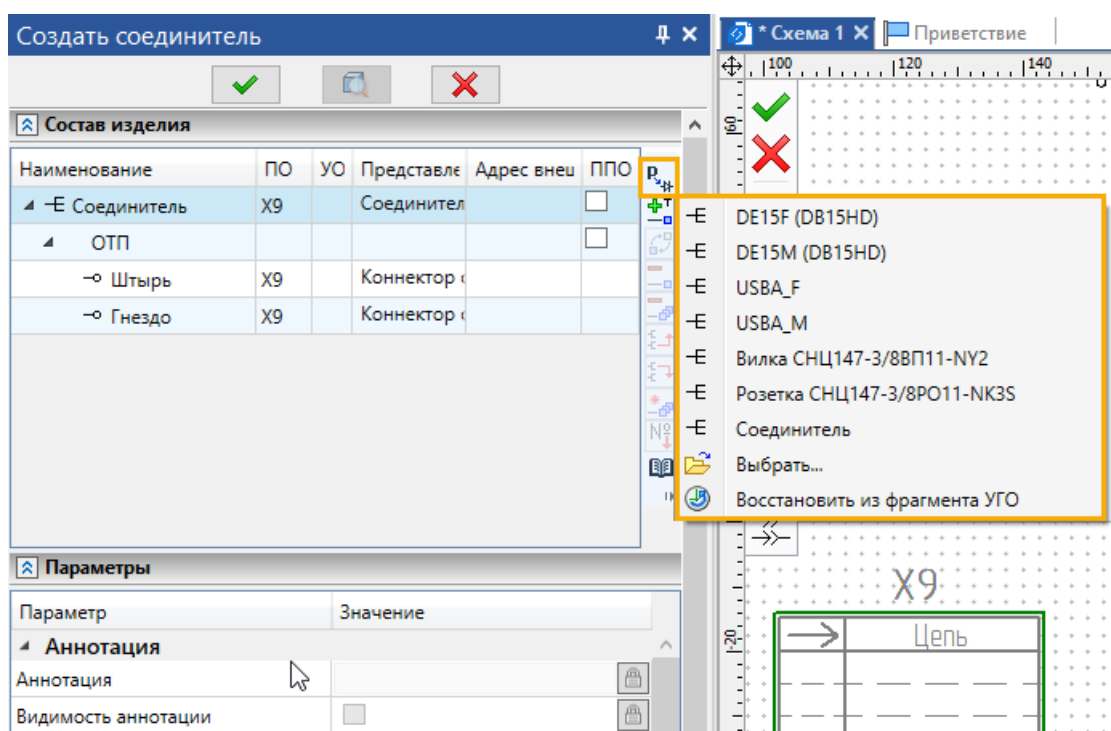 Создать соединитель
* Схема 1
Приветствие
100 120 140
60
Состав изделия
Наименование ПО УО Представле Адрес внеш ППО
Соединитель X9 Соединител
ОТП
Штырь X9 Коннектор
Гнездо X9 Коннектор
DE15F (DB15HD)
DE15M (DB15HD)
USBA_F
USBA_M
Вилка СНЦ147-3/8ВП11-NY2
Розетка СНЦ147-3/8РО11-NK3S
Соединитель
Выбрать...
Восстановить из фрагмента УГО
Параметры
Параметр Значение
Аннотация
Аннотация
Видимость аннотации
X9
-20
Цепь